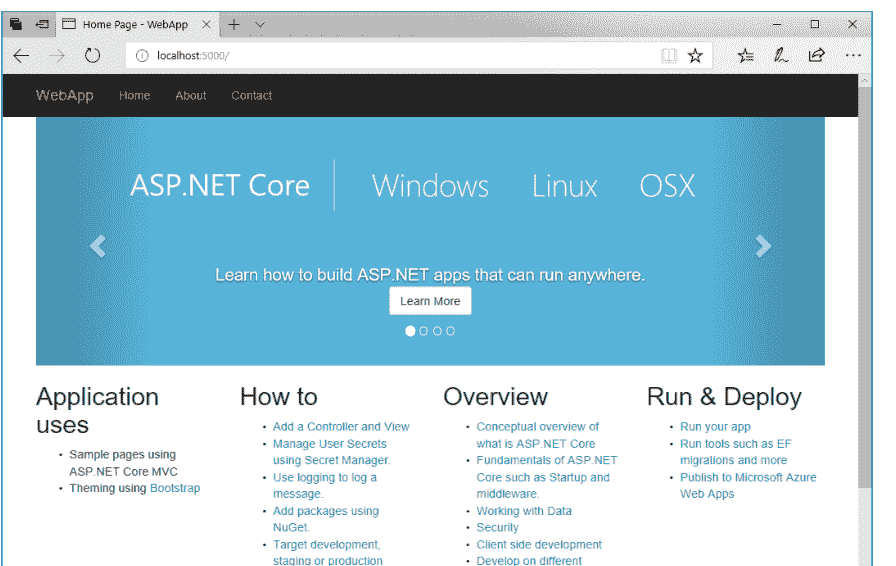 Home Page - WebApp
localhost:5000/
WebApp Home About Contact
ASP.NET Core Windows Linux OSX
Learn how to build ASP.NET apps that can run anywhere.
Learn More
Application
uses
Sample pages using
ASP.NET Core MVC
Theming using Bootstrap
How to
Add a Controller and View
Manage User Secrets
using Secret Manager.
Use logging to log a
message.
Add packages using
NuGet.
Target development,
staging or production
Overview
Conceptual overview of
what is ASP.NET Core
Fundamentals of ASP.NET
Core such as Startup and
middleware.
Working with Data
Security
Client side development
Develop on different
Run & Deploy
Run your app
Run tools such as EF
migrations and more
Publish to Microsoft Azure
Web Apps